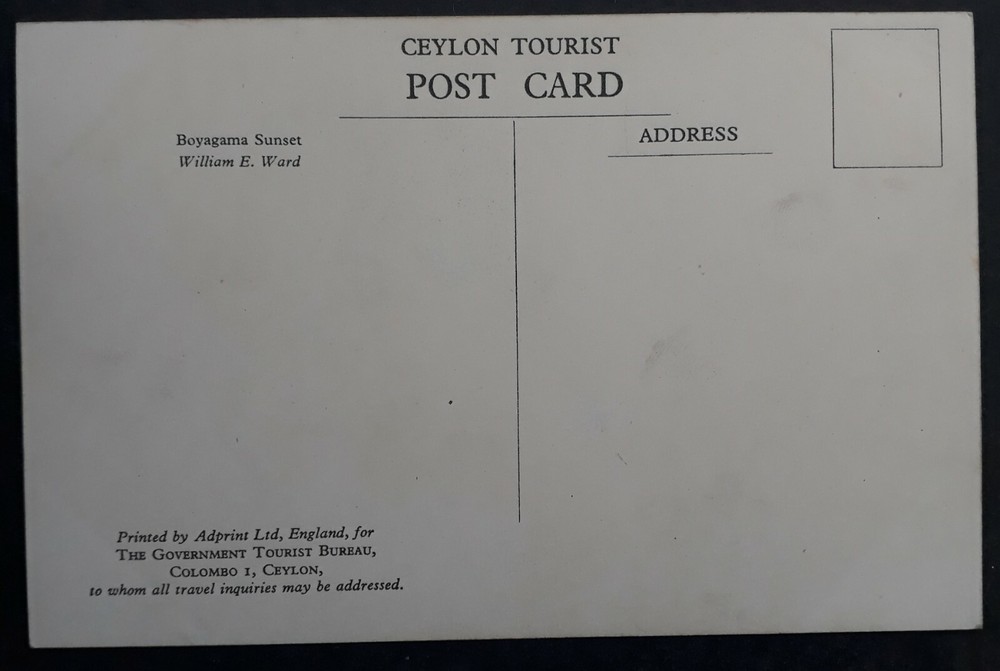 CEYLON TOURIST
POST CARD
Boyagama Sunset
William E. Ward
ADDRESS
Printed by Adprint Ltd, England, for
THE GOVERNMENT TOURIST BUREAU,
COLOMBO 1, CEYLON,
to whom all travel inquiries may be addressed.